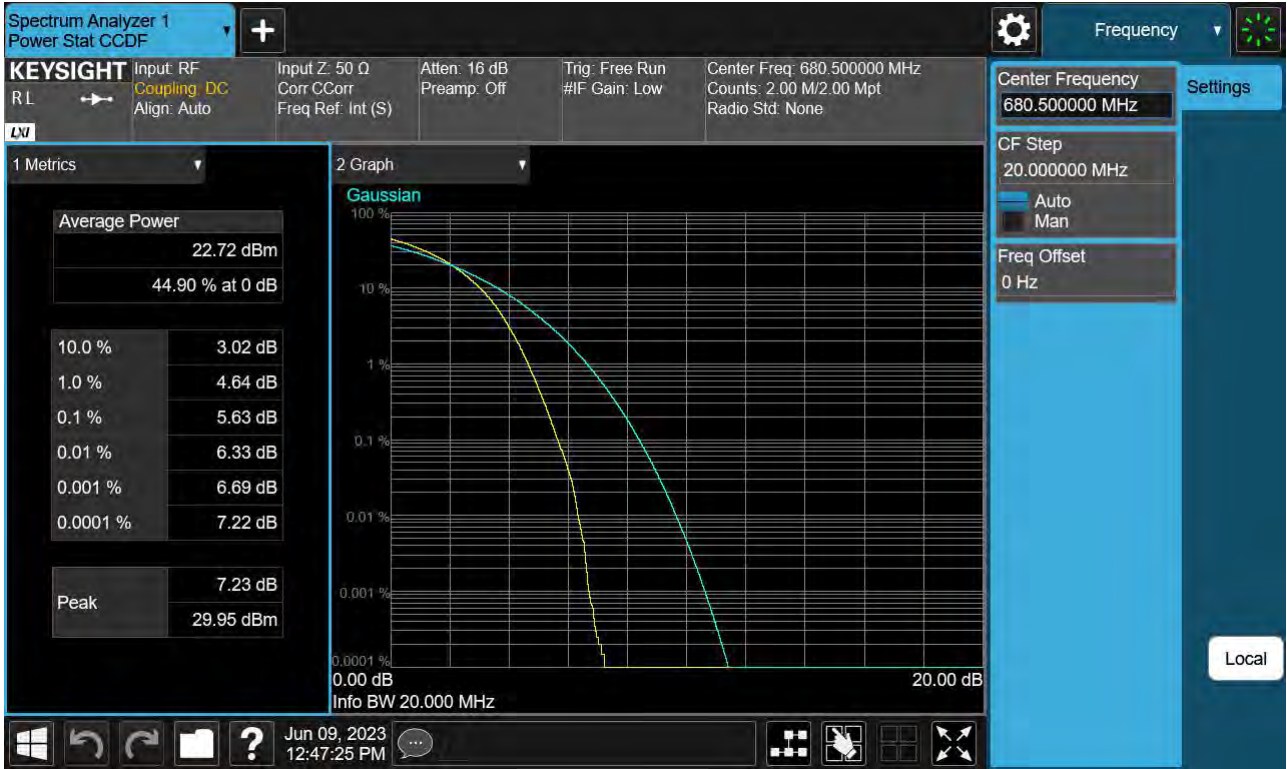 Spectrum Analyzer 1
Power Stat CCDF
+
Frequency
KEYSIGHT
R L
LXI
Input: RF
Coupling: DC
Align: Auto
Input Z: 50 Ω
Corr CCorr
Freq Ref: Int (S)
Atten: 16 dB
Preamp: Off
Trig: Free Run
#IF Gain: Low
Center Freq: 680.500000 MHz
Counts: 2.00 M/2.00 Mpt
Radio Std: None
Center Frequency
680.500000 MHz
Settings
CF Step
20.000000 MHz
Auto
Man
Freq Offset
0 Hz
Local
1 Metrics
Average Power
22.72 dBm
44.90 % at 0 dB
10.0 % 3.02 dB
1.0 % 4.64 dB
0.1 % 5.63 dB
0.01 % 6.33 dB
0.001 % 6.69 dB
0.0001 % 7.22 dB
Peak
7.23 dB
29.95 dBm
2 Graph
Gaussian
100 %
10 %
1 %
0.1 %
0.01 %
0.001 %
0.0001 %
0.00 dB 20.00 dB
Info BW 20.000 MHz
?
Jun 09, 2023
12:47:25 PM